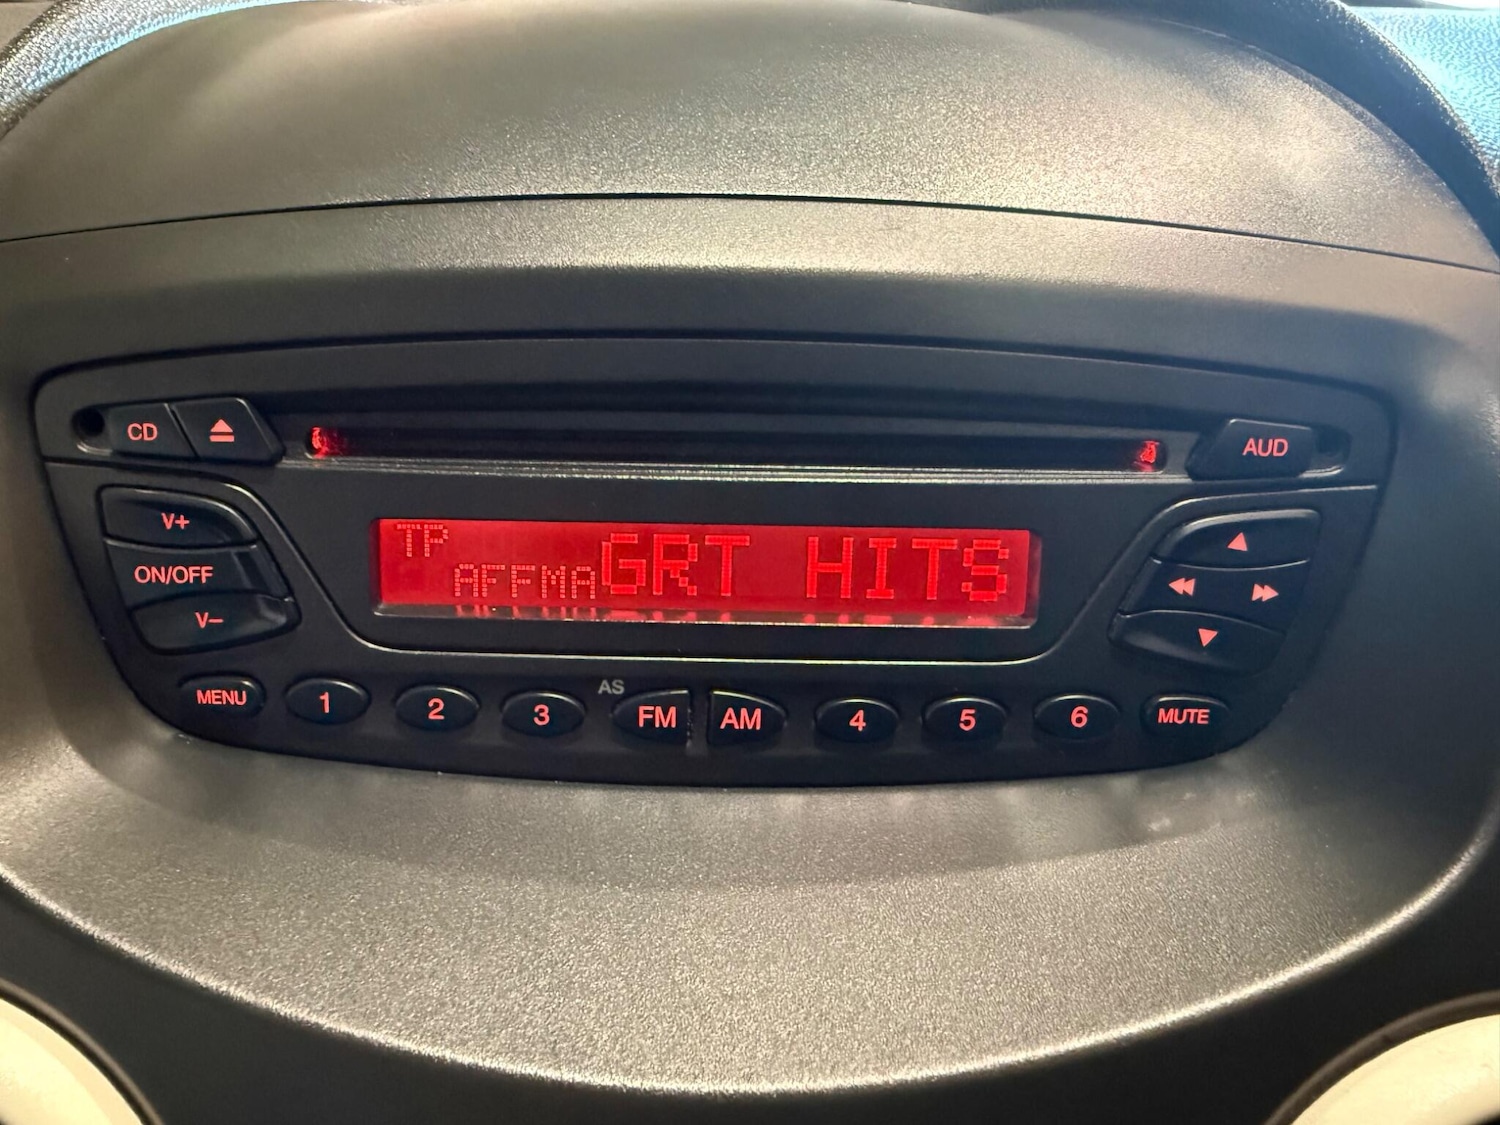 CD
AUD
V+
TP
ON/OFF
AFFMA GRT HITS
V–
AS
MENU 1 2 3 FM AM 4 5 6 MUTE